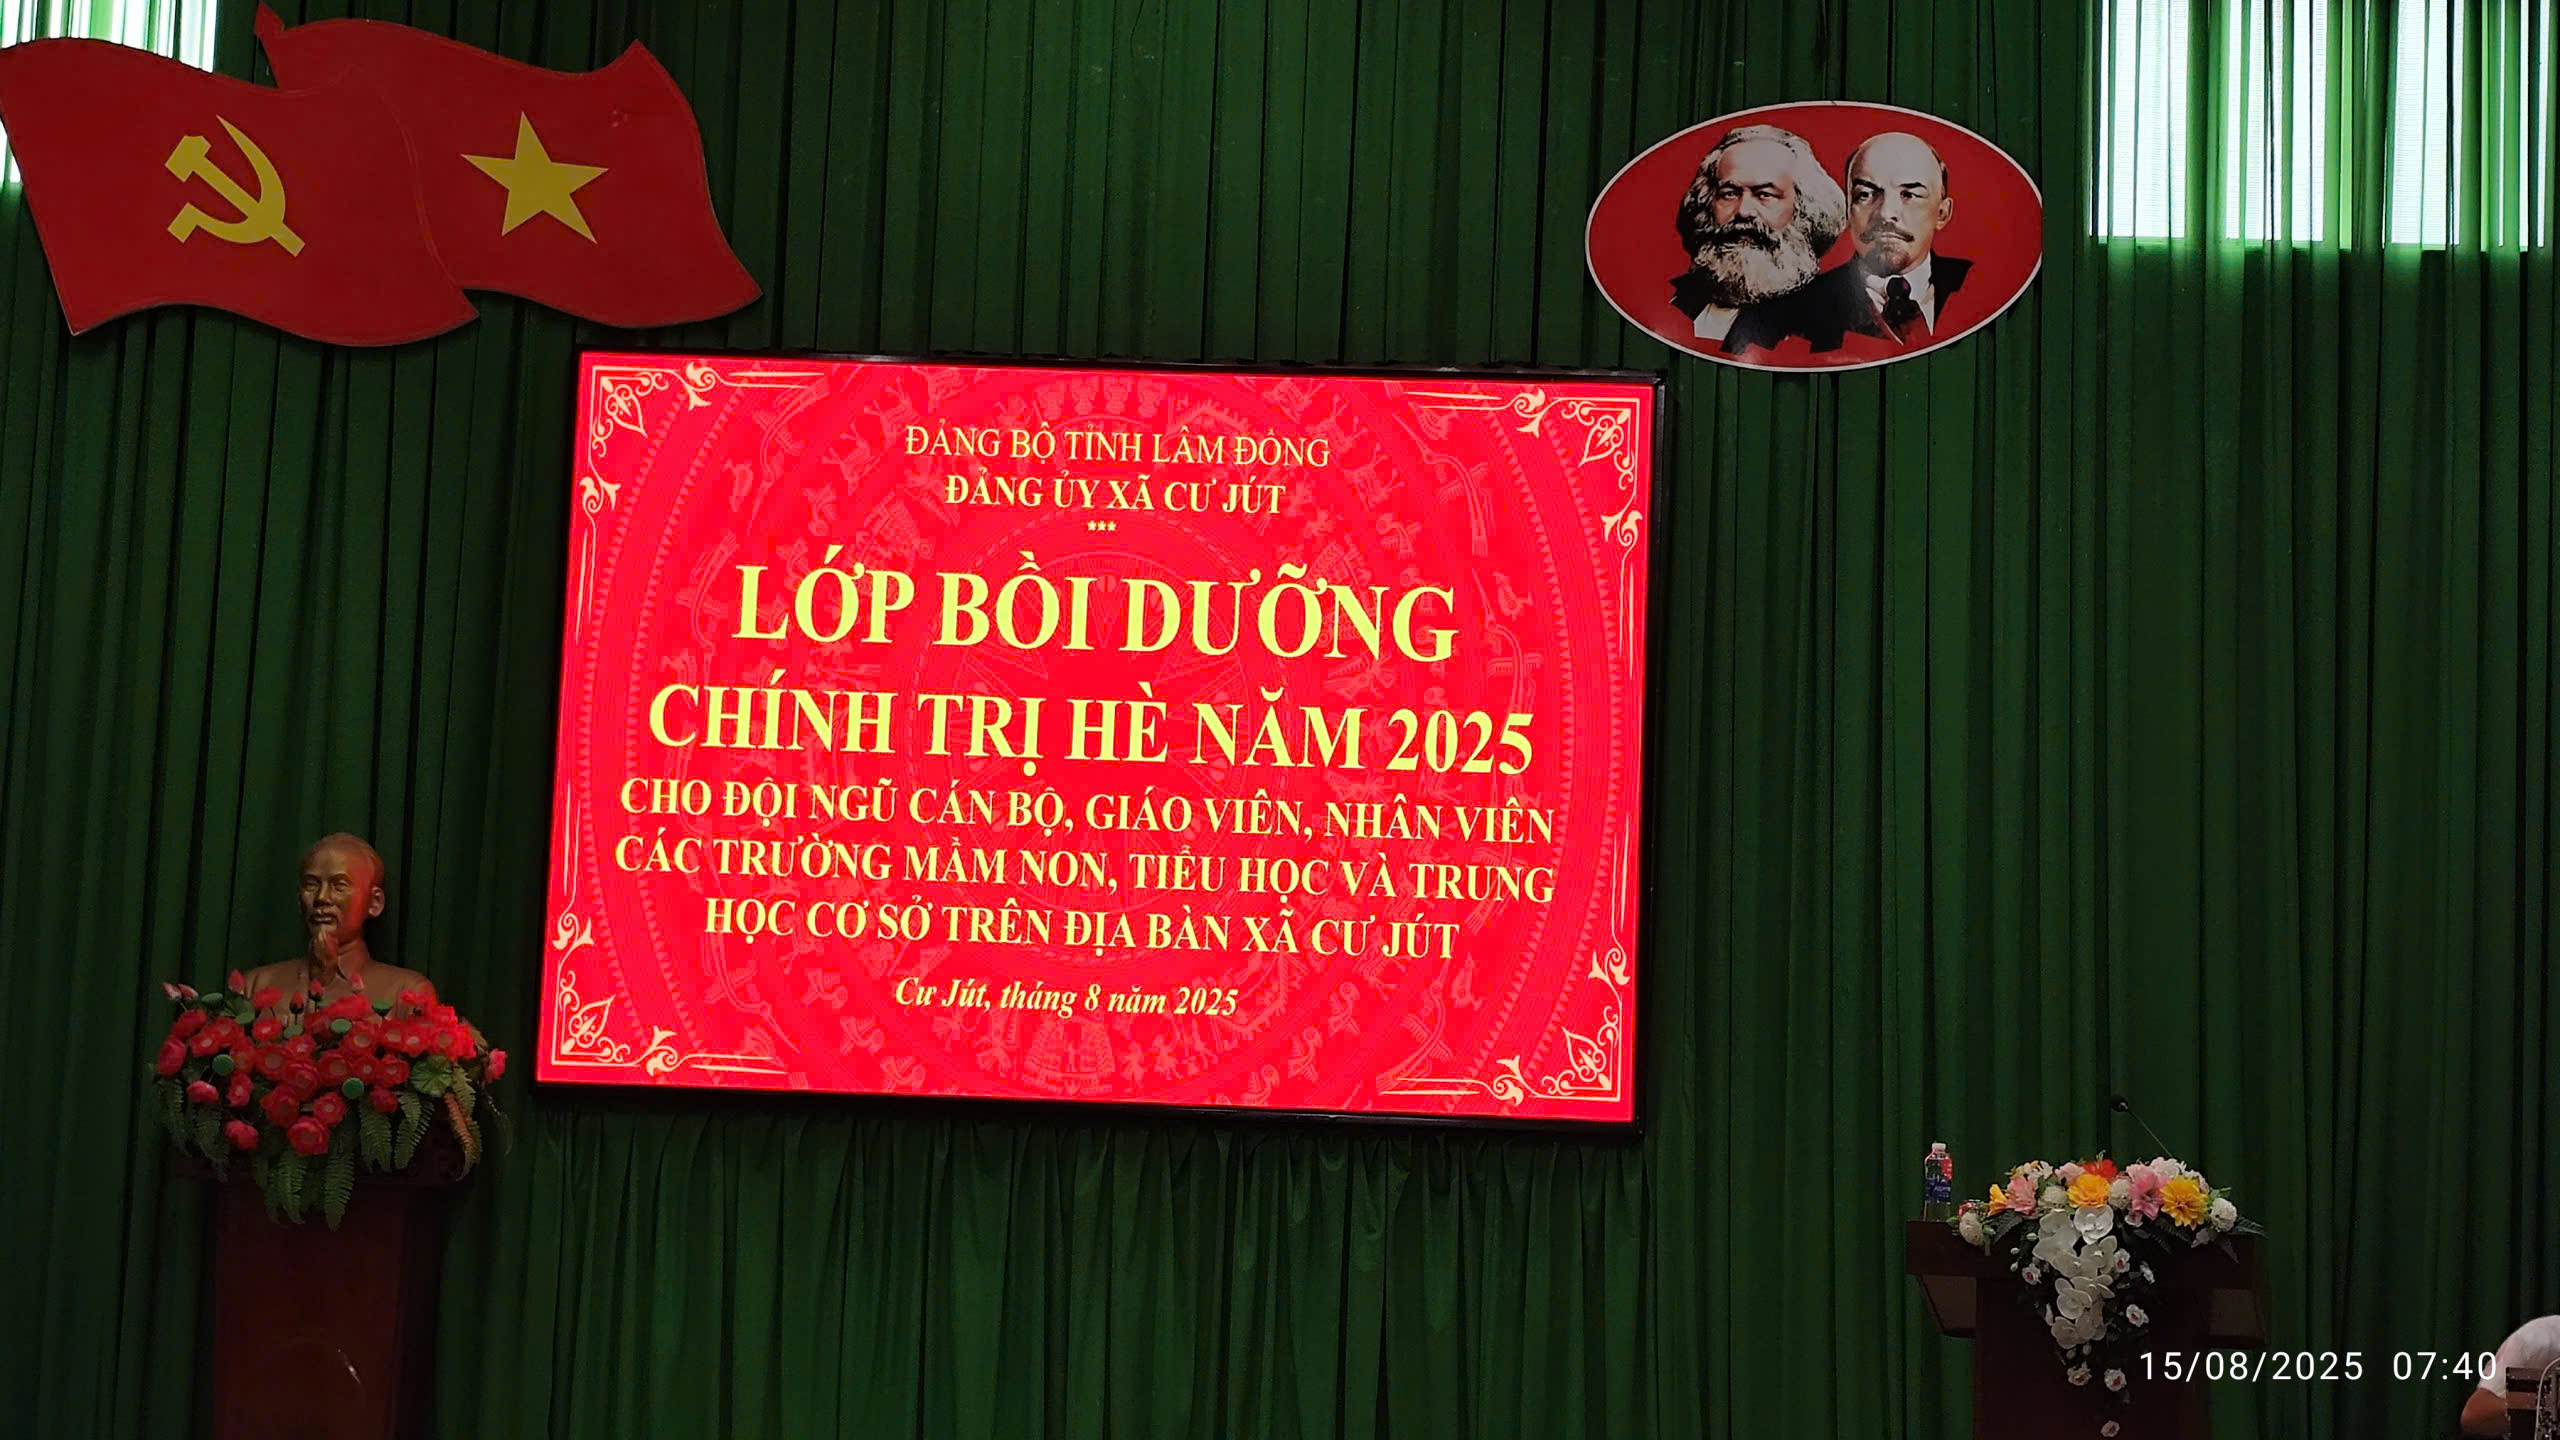 ĐẢNG BỘ TỈNH LÂM ĐỒNG
ĐẢNG ỦY XÃ CƯ JÚT
***
LỚP BỒI DƯỠNG
CHÍNH TRỊ HÈ NĂM 2025
CHO ĐỘI NGŨ CÁN BỘ, GIÁO VIÊN, NHÂN VIÊN
CÁC TRƯỜNG MẦM NON, TIỂU HỌC VÀ TRUNG
HỌC CƠ SỞ TRÊN ĐỊA BÀN XÃ CƯ JÚT
Cư Jút, tháng 8 năm 2025
15/08/2025 07:40